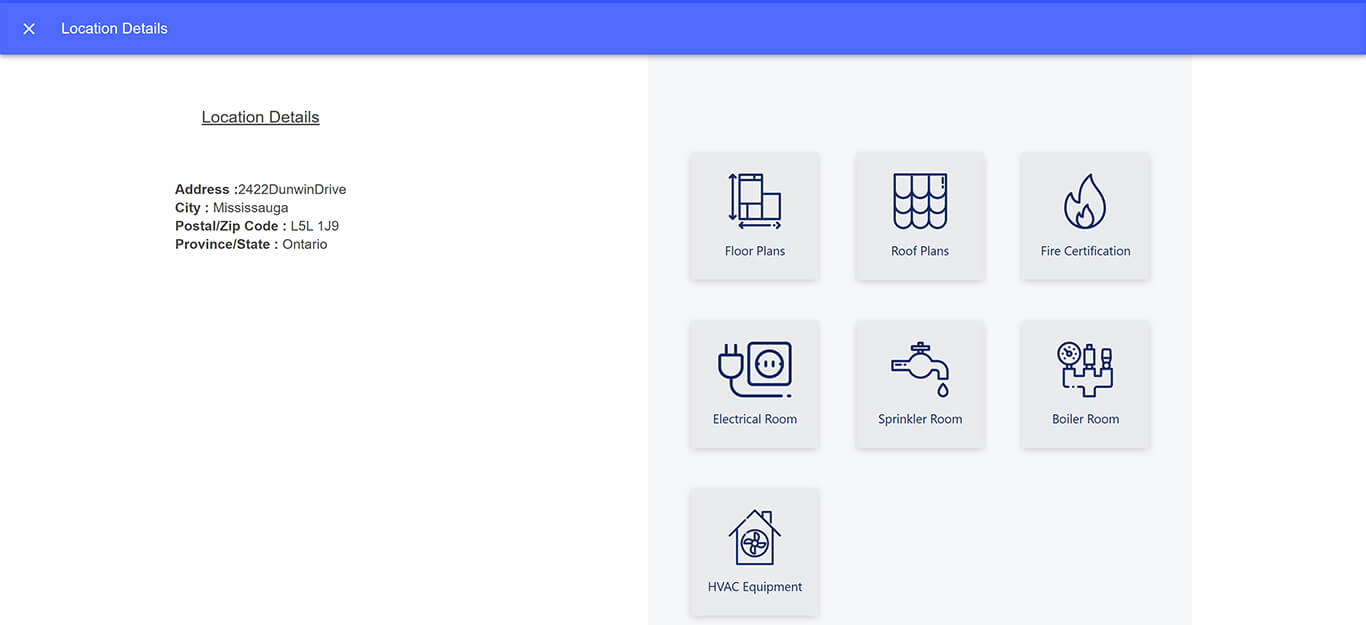 Location Details
Location Details
Address :2422DunwinDrive
City : Mississauga
Postal/Zip Code : L5L 1J9
Province/State : Ontario
Floor Plans
Roof Plans
Fire Certification
Electrical Room
Sprinkler Room
Boiler Room
HVAC Equipment